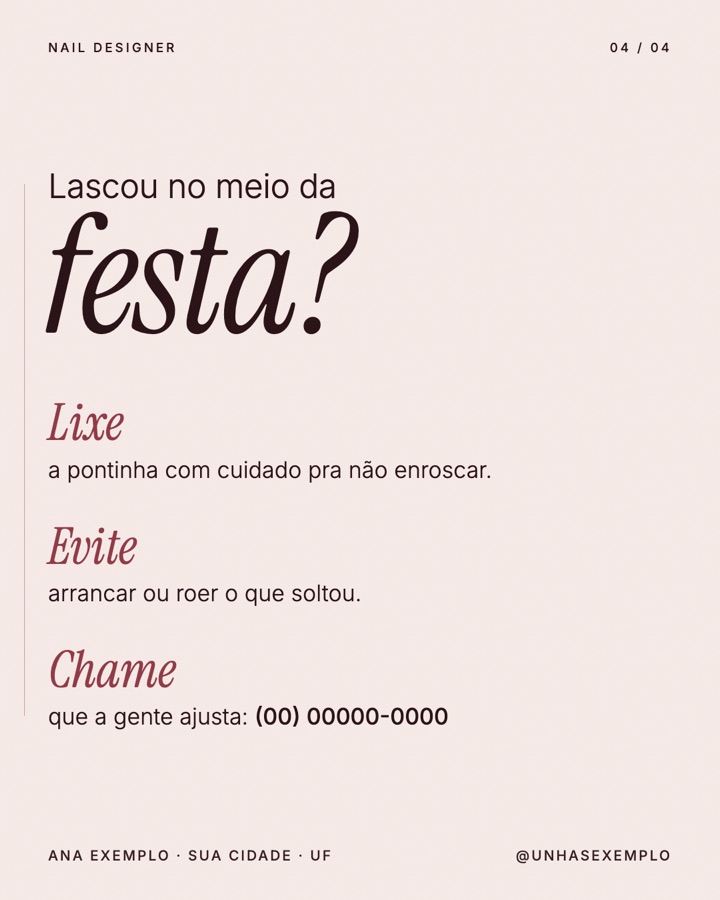 NAIL DESIGNER
04 / 04
Lascou no meio da
festa?
Lixe
a pontinha com cuidado pra não enroscar.
Evite
arrancar ou roer o que soltou.
Chame
que a gente ajusta: (00) 00000-0000
ANA EXEMPLO · SUA CIDADE · UF
@UNHASEXEMPLO